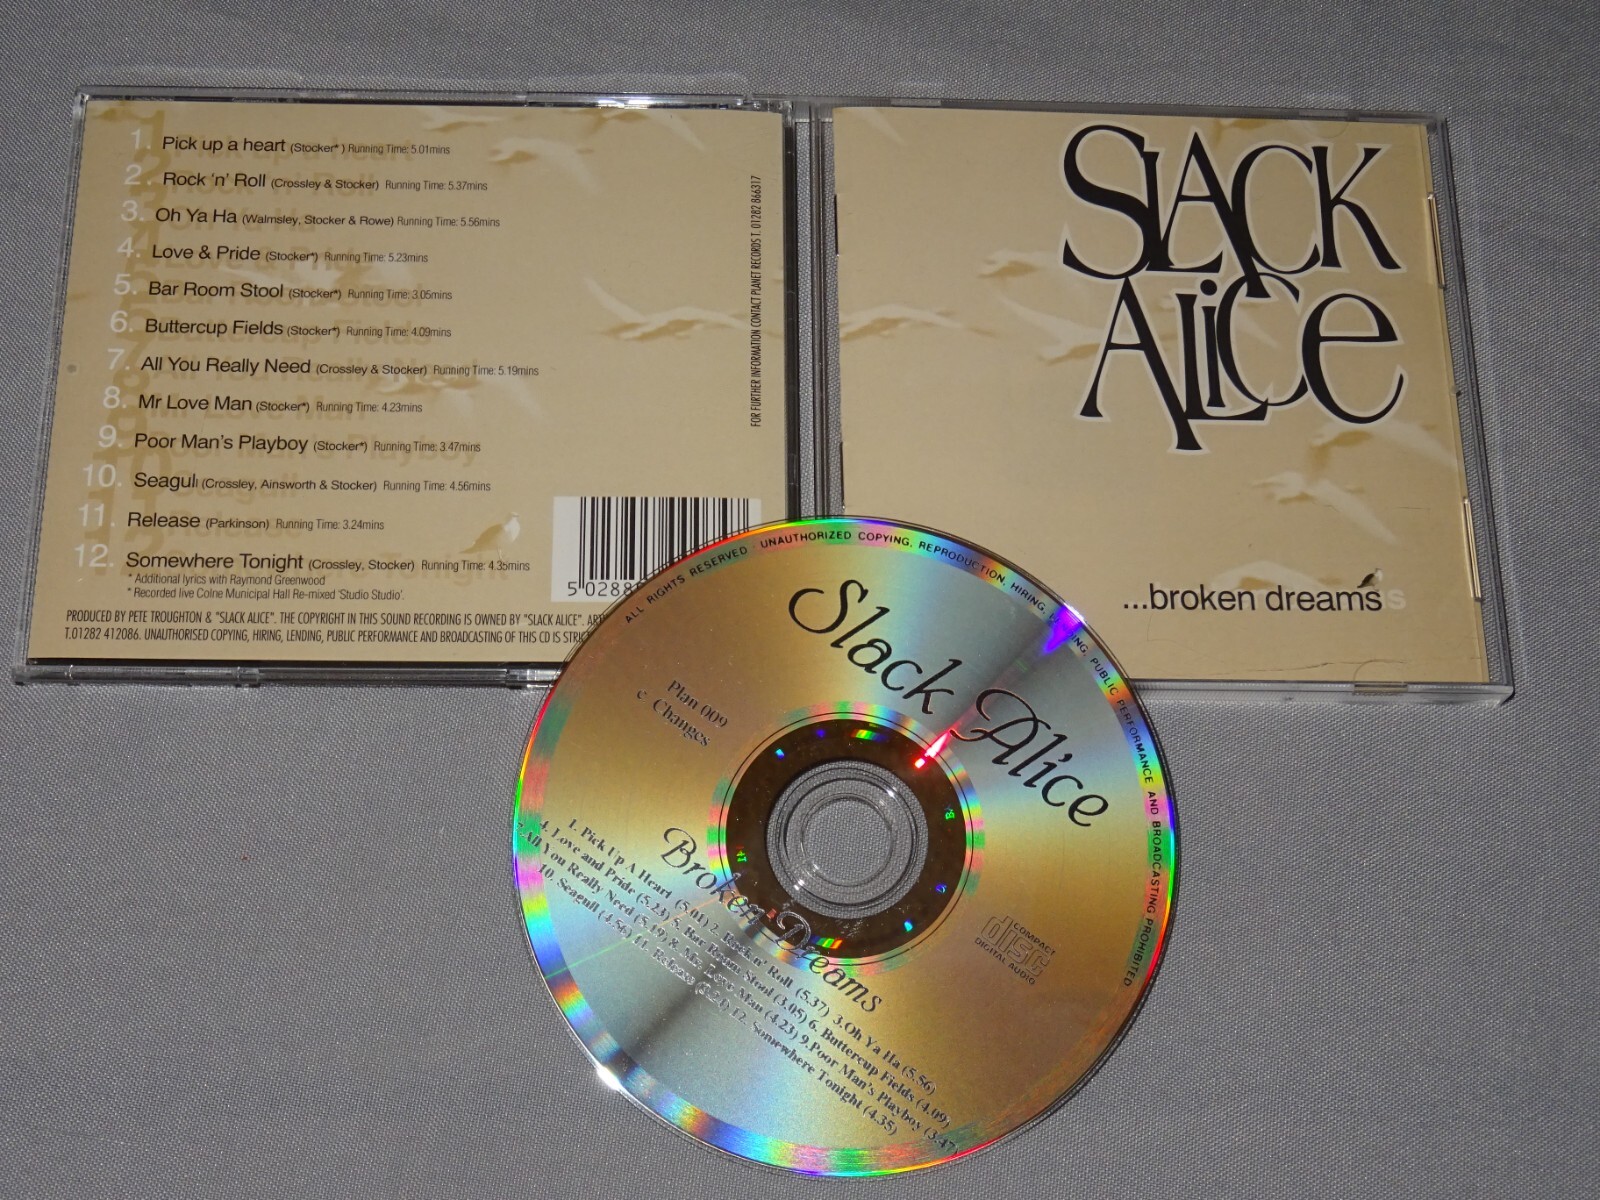 1. Pick up a heart (Stocker*) Running Time: 5.01mins
2. Rock 'n' Roll (Crossley & Stocker) Running Time: 5.37mins
3. Oh Ya Ha (Walmsley, Stocker & Rowe) Running Time: 5.56mins
4. Love & Pride (Stocker*) Running Time: 5.23mins
5. Bar Room Stool (Stocker*) Running Time: 3.05mins
6. Buttercup Fields (Stocker*) Running Time: 4.09mins
7. All You Really Need (Crossley & Stocker) Running Time: 5.19mins
8. Mr Love Man (Stocker*) Running Time: 4.23mins
9. Poor Man's Playboy (Stocker*) Running Time: 3.47mins
10. Seagull (Crossley, Ainsworth & Stocker) Running Time: 4.56mins
11. Release (Parkinson) Running Time: 3.24mins
12. Somewhere Tonight (Crossley, Stocker) Running Time: 4.35mins
* Additional lyrics with Raymond Greenwood
* Recorded live Colne Municipal Hall Re-mixed 'Studio Studio'.
PRODUCED BY PETE TROUGHTON & "SLACK ALICE". THE COPYRIGHT IN THIS SOUND RECORDING IS OWNED BY "SLACK ALICE".
T.01282 412086. UNAUTHORISED COPYING, HIRING, LENDING, PUBLIC PERFORMANCE AND BROADCASTING OF THIS CD IS
FOR FURTHER INFORMATION CONTACT PLANET RECORDS T. 01282 866317
5 0288
SLACK
ALiCe
...broken dreams
ALL RIGHTS RESERVED · UNAUTHORIZED COPYING, REPRODUCTION, HIRING, LENDING, PUBLIC PERFORMANCE AND BROADCASTING PROHIBITED
Slack Alice
Plan 009
c Changes
Broken Dreams
COMPACT
disc
DIGITAL AUDIO
1. Pick Up A Heart (5.01) 2. Rock n' Roll (5.37) 3.Oh Ya Ha (5.56)
4. Love and Pride (5.23) 5. Bar Room Stool (3.05) 6. Buttercup Fields (4.09)
All You Really Need (5.19) 8. Mr Love Man (4.23) 9.Poor Man's Playboy (3.47)
10. Seagull (4.56) 11. Release (3.24) 12. Somewhere Tonight (4.35)